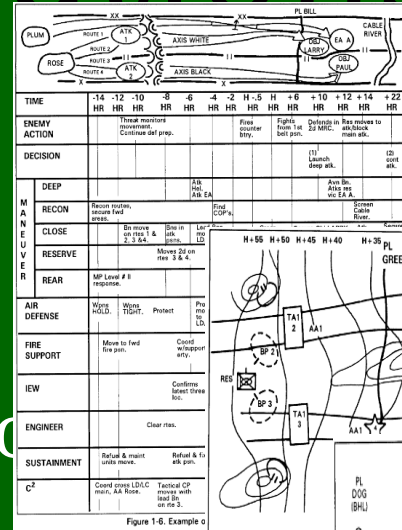 XX
XX
PL BILL
PLUM
ROUTE 1
ATK 1
ROUTE 2
AXIS WHITE
CABLE RIVER
EA A
OBJ LARRY
II
II
ROSE
ROUTE 3
ROUTE 4
ATK 2
AXIS BLACK
OBJ PAUL
X
X
TIME -14 HR -12 HR -10 HR -8 HR -6 HR -4 HR -2 HR H-.5 HR H HR +6 HR +10 HR +12 HR +14 HR +22 HR
ENEMY ACTION
Threat monitors movement. Continue def prep.
Fires counter btry.
Fights from 1st belt psn.
Defends in 2d MRC.
Res moves to atk/block main atk.
DECISION
(1) Launch deep atk.
(2) cont atk
MANEUVER
DEEP
Atk Hel. Atk EA
Avn Bn. Atks res vic EA A.
RECON
Recon routes, secure fwd areas.
Find COP's.
Screen Cable River.
CLOSE
Bn move on rtes 1 & 2, 3 &4.
Bns in atk psns.
LD.
RESERVE
Moves 2d on rtes 3 & 4.
REAR
MP Level # II response.
AIR DEFENSE
Wpns HOLD.
Wpns TIGHT.
Protect
to LD.
FIRE SUPPORT
Move to fwd fire psn.
Coord w/suppor arty.
IEW
Confirms latest threa loc.
ENGINEER
Clear rtes.
SUSTAINMENT
Refuel & maint units move.
Refuel & fix atk psn.
C2
Coord cross LD/LC main, AA Rose.
Tactical CP moves with lead Bn on rte 3.
Figure 1-6. Example o
H+55 H+50 H+45 H+40 H+35 PL GREE
TA1 2
AA1
BP 2
RES
BP 3
TA1 3
AA1
PL DOG (BHL)